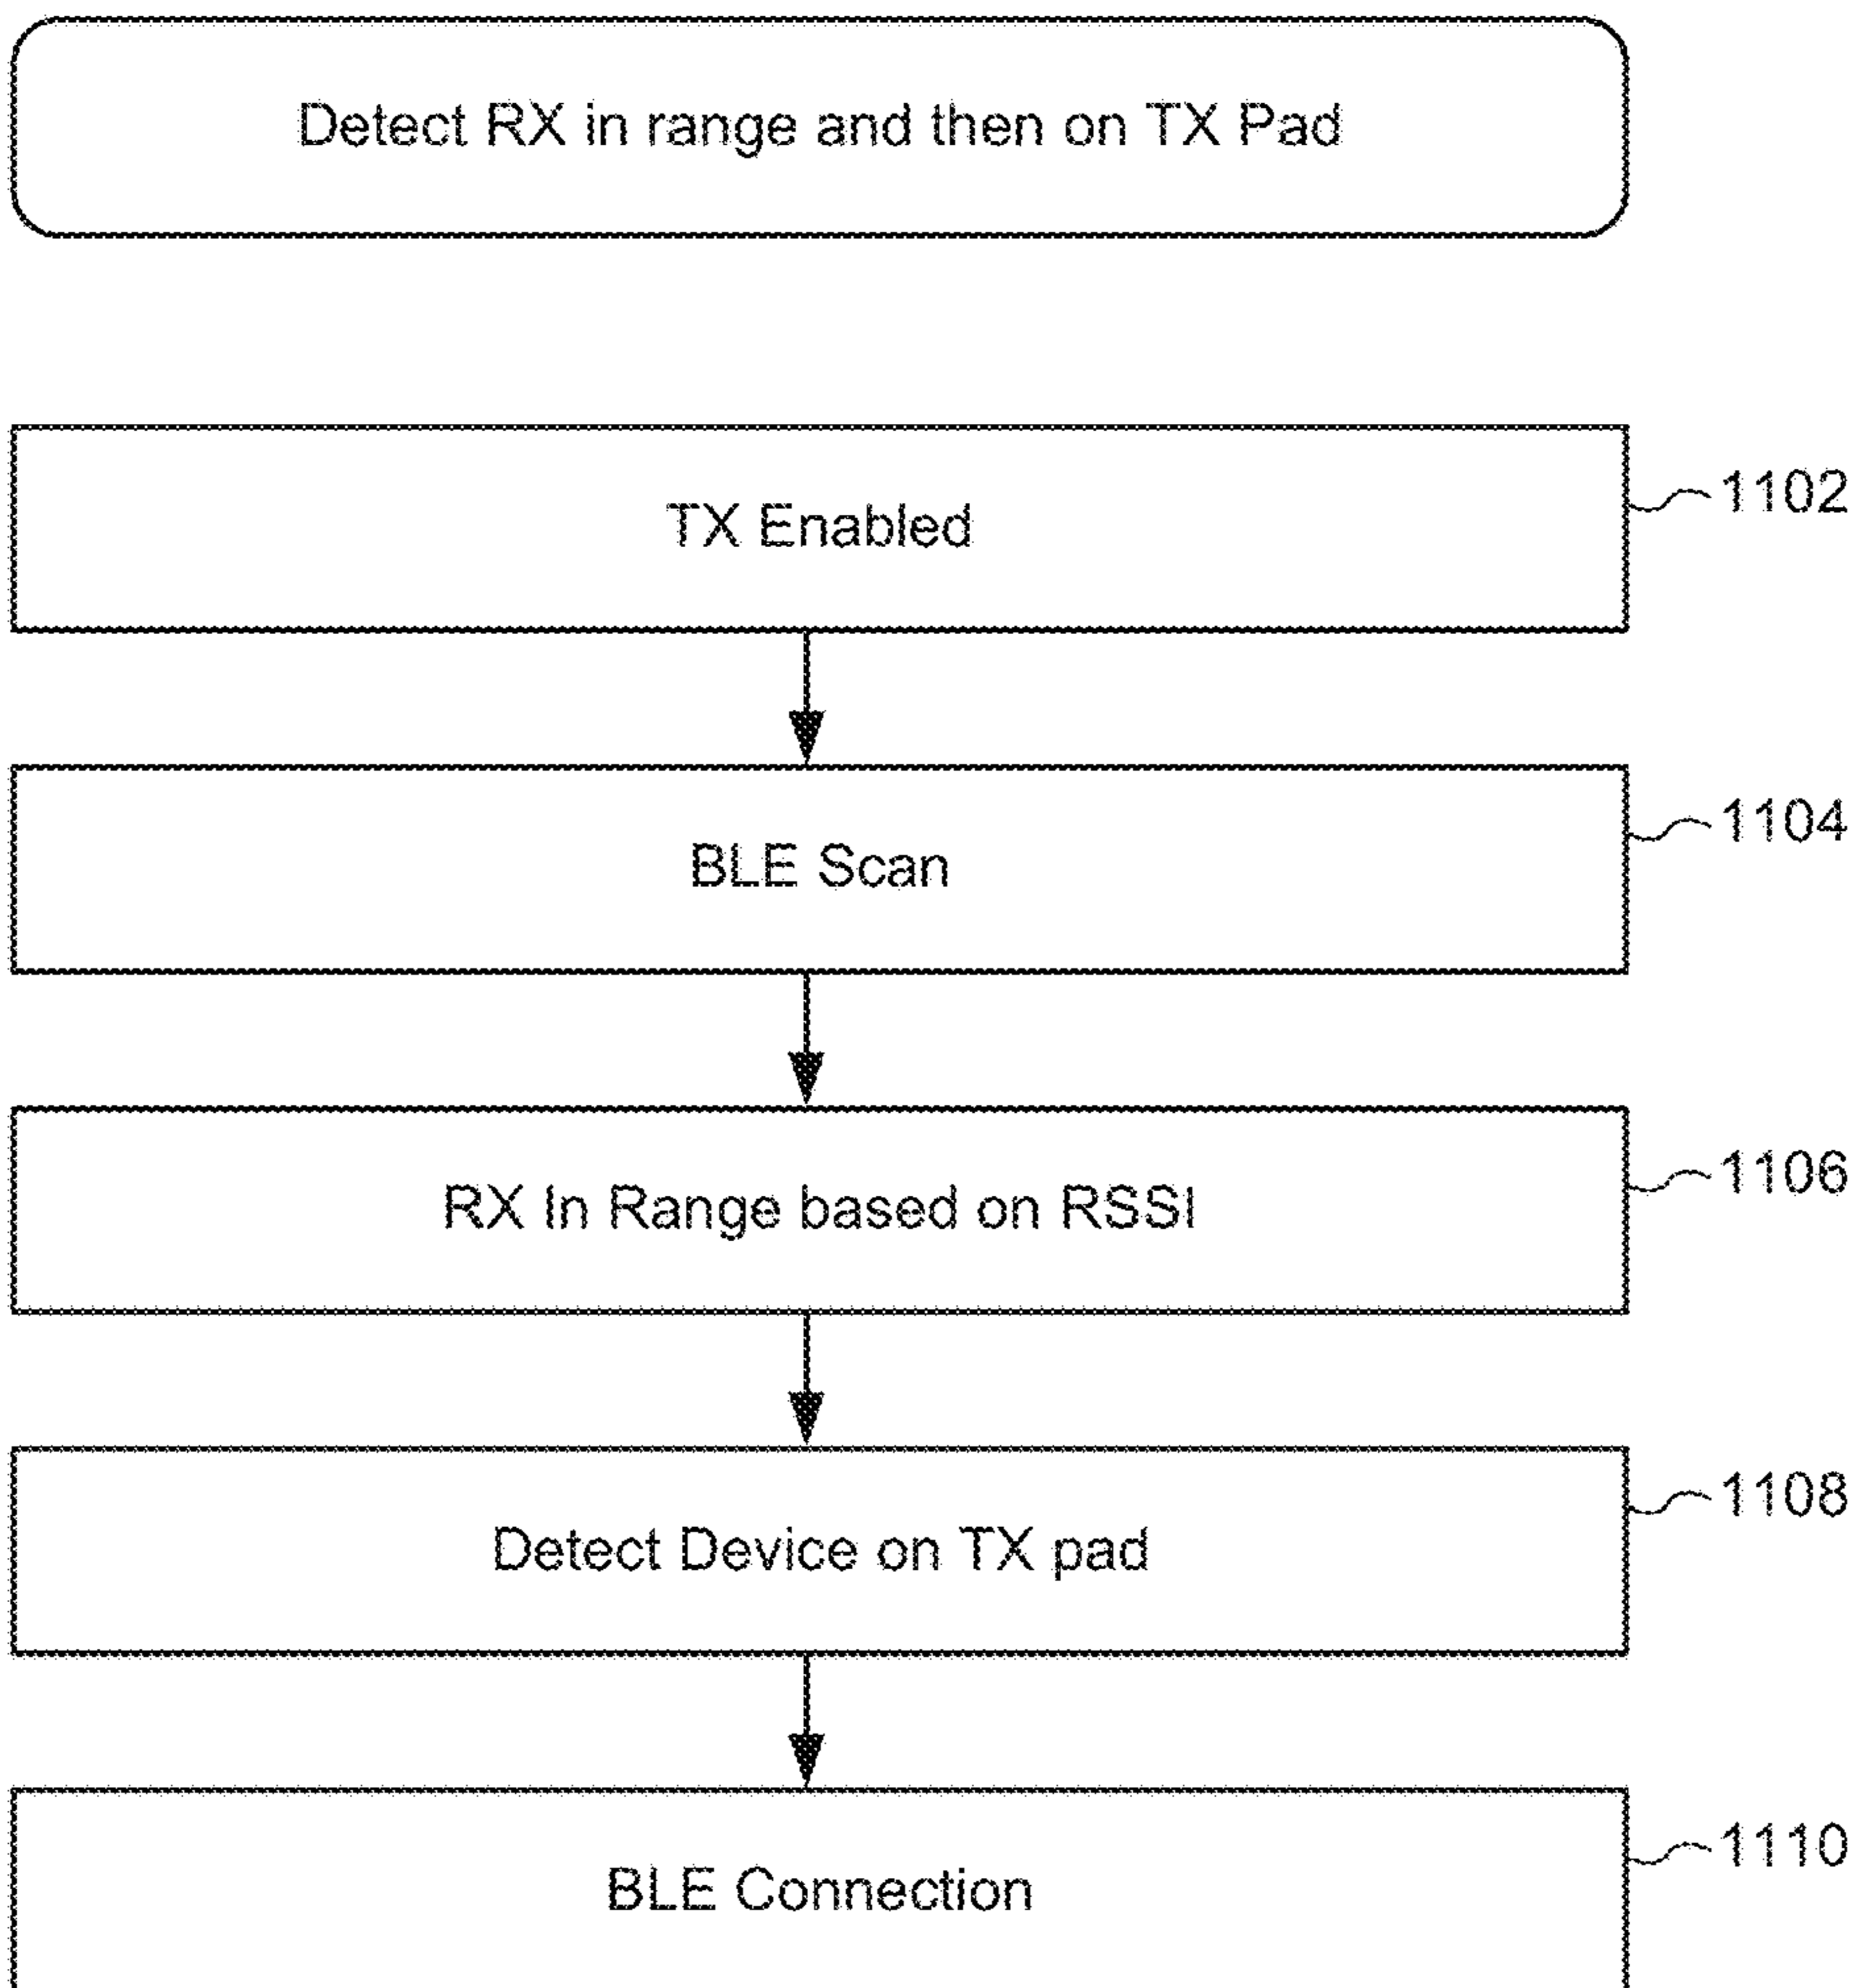 Detect RX in range and then on TX Pad
TX Enabled
1102
BLE Scan
1104
RX In Range based on RSSI
1106
Detect Device on TX pad
1108
BLE Connection
1110